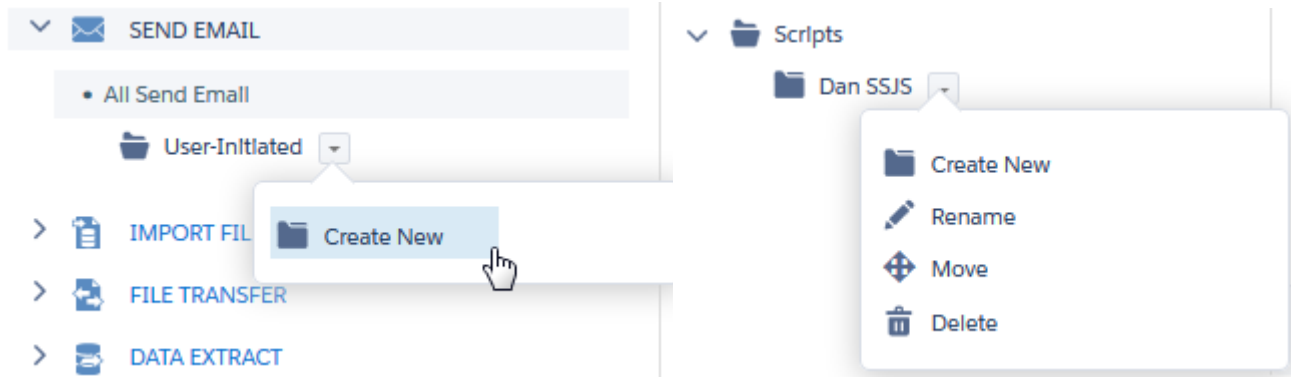 SEND EMAIL
• All Send Email
User-Initiated
Create New
IMPORT FIL
FILE TRANSFER
DATA EXTRACT
Scripts
Dan SSJS
Create New
Rename
Move
Delete